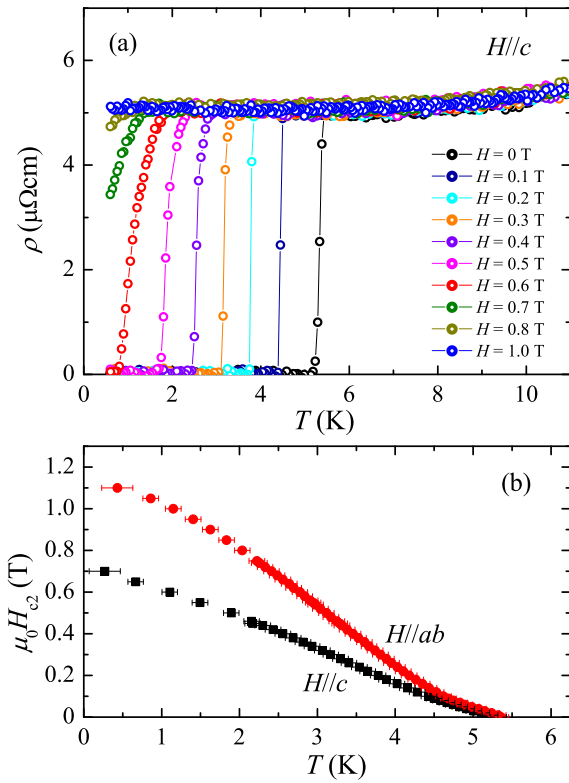 (a)
H//c
6
4
2
0
ρ (μΩcm)
H = 0 T
H = 0.1 T
H = 0.2 T
H = 0.3 T
H = 0.4 T
H = 0.5 T
H = 0.6 T
H = 0.7 T
H = 0.8 T
H = 1.0 T
0 2 4 6 8 10
T (K)
(b)
1.2
1.0
0.8
0.6
0.4
0.2
0
μ₀H_c2 (T)
H//ab
H//c
0 1 2 3 4 5 6
T (K)